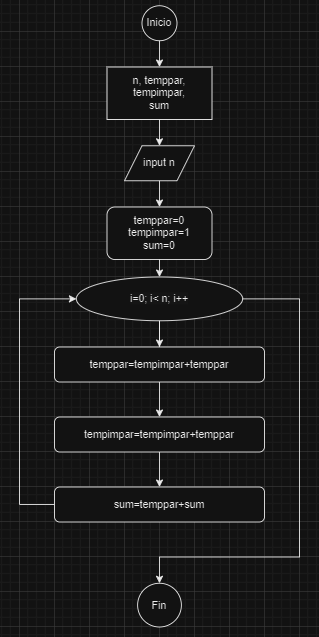 Inicio
n, temppar,
tempimpar,
sum
input n
temppar=0
tempimpar=1
sum=0
i=0; i< n; i++
temppar=tempimpar+temppar
tempimpar=tempimpar+temppar
sum=temppar+sum
Fin